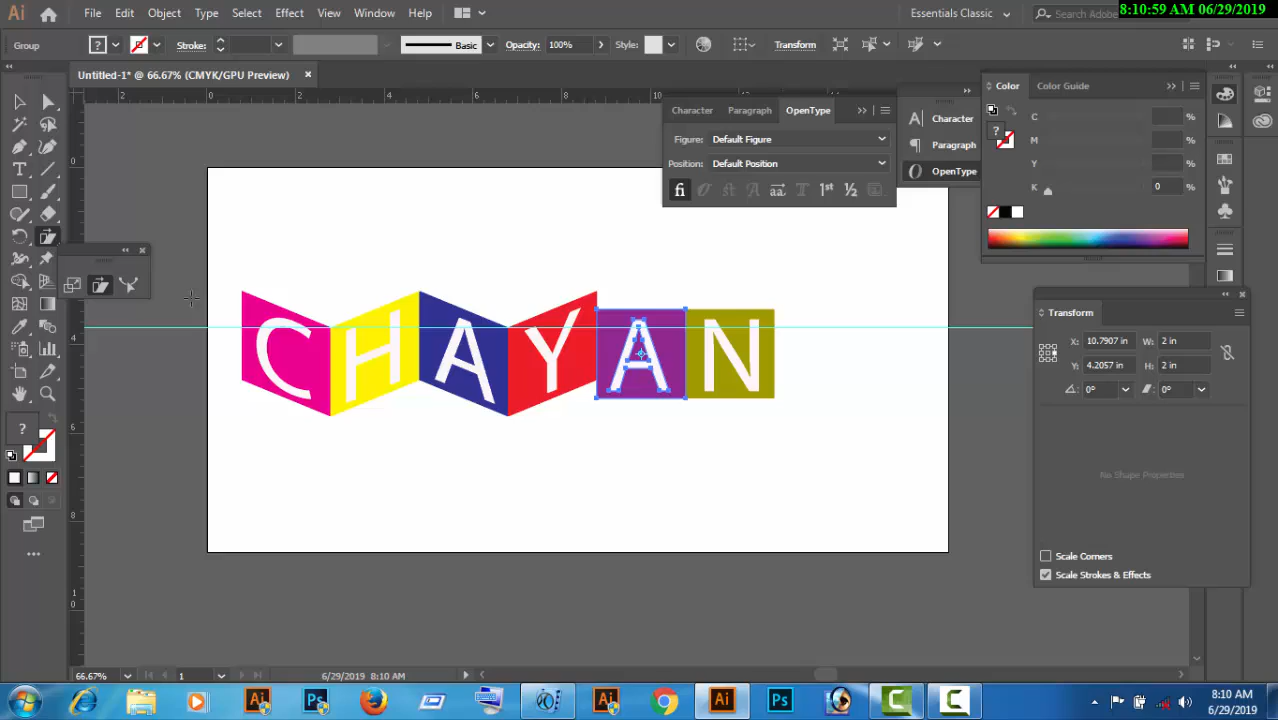 8:10:59 AM 06/29/2019
Ai File Edit Object Type Select Effect View Window Help Essentials Classic Search Adobe
Group ? Stroke: Basic Opacity: 100% Style: Transform
Untitled-1* @ 66.67% (CMYK/GPU Preview)
Character Paragraph OpenType
Figure: Default Figure
Position: Default Position
Character
Paragraph
OpenType
Color Color Guide
C %
M %
Y %
K 0 %
CHAYAN
Transform
X: 10.7907 in W: 2 in
Y: 4.2057 in H: 2 in
0° 0°
No Shape Properties
Scale Corners
Scale Strokes & Effects
66.67% 1 6/29/2019 8:10 AM
8:10 AM
6/29/2019